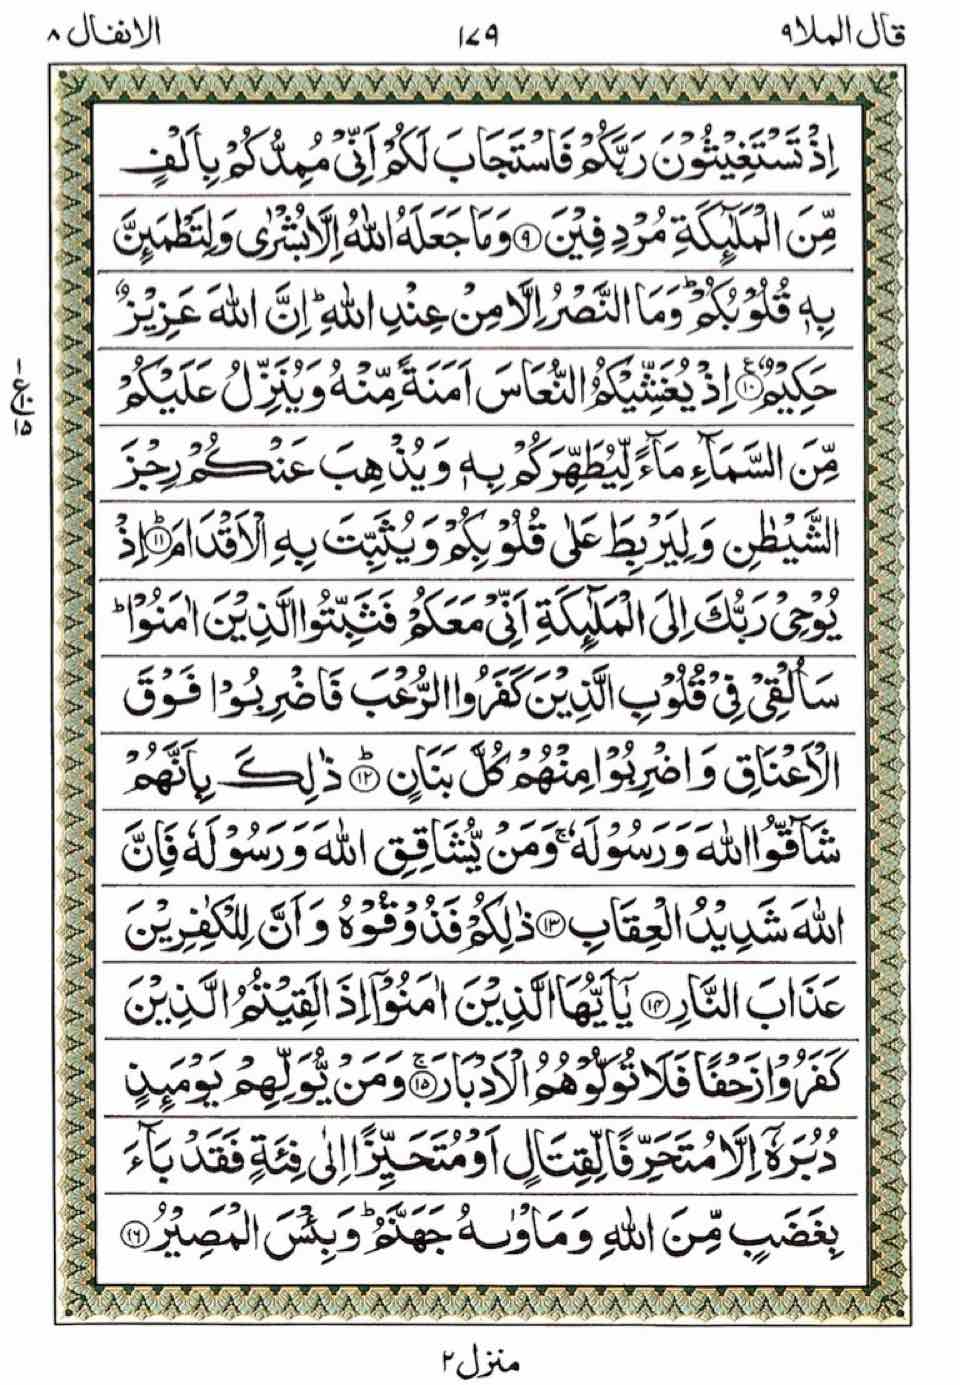 قال الملا ٩ ١٧٩ الانفال ٨
اِذْ تَسْتَغِيْثُوْنَ رَبَّكُمْ فَاسْتَجَابَ لَكُمْ اَنِّىْ مُمِدُّكُمْ بِاَلْفٍ
مِّنَ الْمَلٰٓئِكَةِ مُرْدِفِيْنَ ۝٩ وَمَا جَعَلَهُ اللّٰهُ اِلَّا بُشْرٰى وَلِتَطْمَئِنَّ
بِهٖ قُلُوْبُكُمْ ؕ وَمَا النَّصْرُ اِلَّا مِنْ عِنْدِ اللّٰهِ ؕ اِنَّ اللّٰهَ عَزِيْزٌ
حَكِيْمٌ ۝١٠ ع اِذْ يُغَشِّيْكُمُ النُّعَاسَ اَمَنَةً مِّنْهُ وَيُنَزِّلُ عَلَيْكُمْ
مِّنَ السَّمَآءِ مَآءً لِّيُطَهِّرَكُمْ بِهٖ وَيُذْهِبَ عَنْكُمْ رِجْزَ
الشَّيْطٰنِ وَلِيَرْبِطَ عَلٰى قُلُوْبِكُمْ وَيُثَبِّتَ بِهِ الْاَقْدَامَ ؕ۝١١ اِذْ
يُوْحِىْ رَبُّكَ اِلَى الْمَلٰٓئِكَةِ اَنِّىْ مَعَكُمْ فَثَبِّتُوا الَّذِيْنَ اٰمَنُوْا ؕ
سَاُلْقِىْ فِىْ قُلُوْبِ الَّذِيْنَ كَفَرُوا الرُّعْبَ فَاضْرِبُوْا فَوْقَ
الْاَعْنَاقِ وَاضْرِبُوْا مِنْهُمْ كُلَّ بَنَانٍ ؕ۝١٢ ذٰلِكَ بِاَنَّهُمْ
شَآقُّوا اللّٰهَ وَرَسُوْلَهٗ ۚ وَمَنْ يُّشَاقِقِ اللّٰهَ وَرَسُوْلَهٗ فَاِنَّ
اللّٰهَ شَدِيْدُ الْعِقَابِ ۝١٣ ذٰلِكُمْ فَذُوْقُوْهُ وَاَنَّ لِلْكٰفِرِيْنَ
عَذَابَ النَّارِ ۝١٤ يٰۤاَيُّهَا الَّذِيْنَ اٰمَنُوْۤا اِذَا لَقِيْتُمُ الَّذِيْنَ
كَفَرُوْا زَحْفًا فَلَا تُوَلُّوْهُمُ الْاَدْبَارَ ۚ۝١٥ وَمَنْ يُّوَلِّهِمْ يَوْمَئِذٍ
دُبُرَهٗۤ اِلَّا مُتَحَرِّفًا لِّقِتَالٍ اَوْ مُتَحَيِّزًا اِلٰى فِئَةٍ فَقَدْ بَآءَ
بِغَضَبٍ مِّنَ اللّٰهِ وَمَاْوٰىهُ جَهَنَّمُ ؕ وَبِئْسَ الْمَصِيْرُ ۝١٦
١
ع ١٠
١٥
منزل ٢